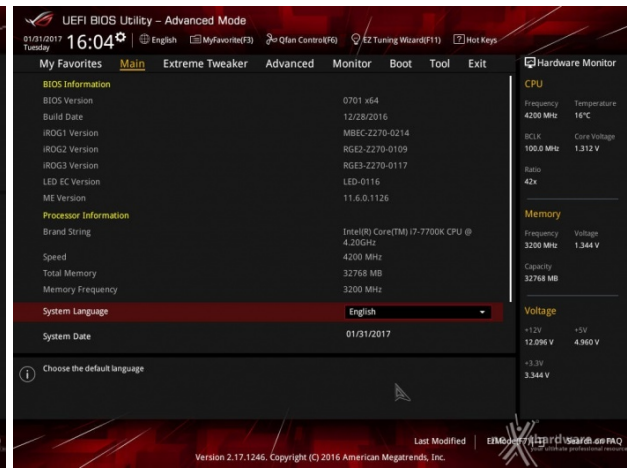 UEFI BIOS Utility – Advanced Mode
01/31/2017 Tuesday 16:04 English MyFavorite(F3) Qfan Control(F6) EZ Tuning Wizard(F11) ? Hot Keys
My Favorites Main Extreme Tweaker Advanced Monitor Boot Tool Exit
Hardware Monitor
BIOS Information
BIOS Version 0701 x64
Build Date 12/28/2016
iROG1 Version MBEC-Z270-0214
iROG2 Version RGE2-Z270-0109
iROG3 Version RGE3-Z270-0117
LED EC Version LED-0116
ME Version 11.6.0.1126
Processor Information
Brand String Intel(R) Core(TM) i7-7700K CPU @
4.20GHz
Speed 4200 MHz
Total Memory 32768 MB
Memory Frequency 3200 MHz
System Language English
System Date 01/31/2017
i Choose the default language
CPU
Frequency Temperature
4200 MHz 16°C
BCLK Core Voltage
100.0 MHz 1.312 V
Ratio
42x
Memory
Frequency Voltage
3200 MHz 1.344 V
Capacity
32768 MB
Voltage
+12V +5V
12.096 V 4.960 V
+3.3V
3.344 V
Last Modified Search on FAQ
your ultimate professional resource
Version 2.17.1246. Copyright (C) 2016 American Megatrends, Inc.